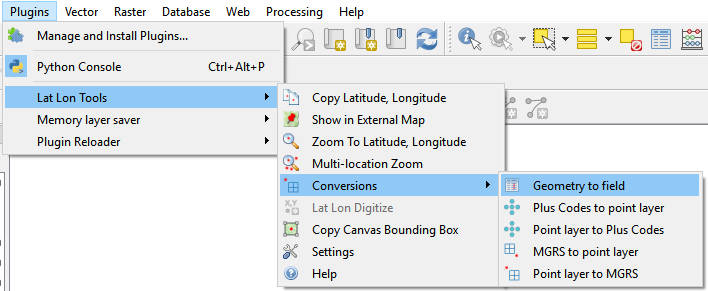 Plugins Vector Raster Database Web Processing Help
Manage and Install Plugins...
Python Console Ctrl+Alt+P
Lat Lon Tools
Memory layer saver
Plugin Reloader
Copy Latitude, Longitude
Show in External Map
Zoom To Latitude, Longitude
Multi-location Zoom
Conversions
Lat Lon Digitize
Copy Canvas Bounding Box
Settings
Help
Geometry to field
Plus Codes to point layer
Point layer to Plus Codes
MGRS to point layer
Point layer to MGRS